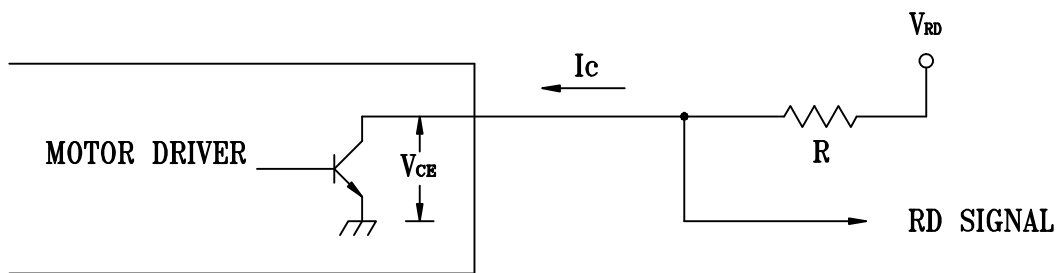 VRD
Ic
MOTOR DRIVER
VCE
R
RD SIGNAL